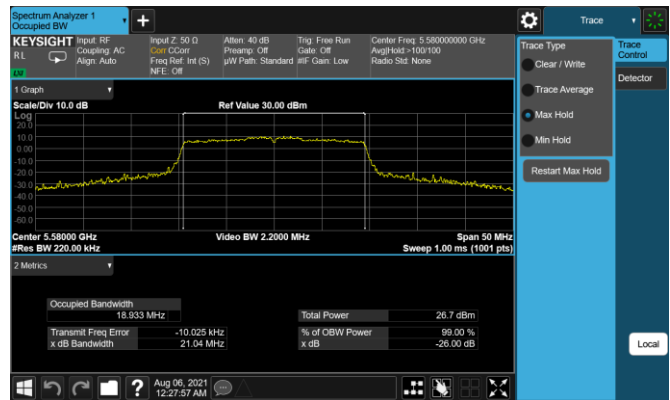 Spectrum Analyzer 1
Occupied BW
KEYSIGHT
R L
LXI
Input: RF
Coupling: AC
Align: Auto
Input Z: 50 Ω
Corr CCorr
Freq Ref: Int (S)
NFE: Off
Atten: 40 dB
Preamp: Off
µW Path: Standard
Trig: Free Run
Gate: Off
#IF Gain: Low
Center Freq: 5.580000000 GHz
Avg|Hold:>100/100
Radio Std: None
1 Graph
Scale/Div 10.0 dB
Ref Value 30.00 dBm
Log
20.0
10.0
0.00
-10.0
-20.0
-30.0
-40.0
-50.0
-60.0
Center 5.58000 GHz
Video BW 2.2000 MHz
Span 50 MHz
#Res BW 220.00 kHz
Sweep 1.00 ms (1001 pts)
2 Metrics
Occupied Bandwidth
18.933 MHz
Total Power 26.7 dBm
Transmit Freq Error -10.025 kHz
% of OBW Power 99.00 %
x dB Bandwidth 21.04 MHz
x dB -26.00 dB
?
Aug 06, 2021
12:27:57 AM
Trace
Trace Type
Clear / Write
Trace Average
Max Hold
Min Hold
Restart Max Hold
Trace
Control
Detector
Local